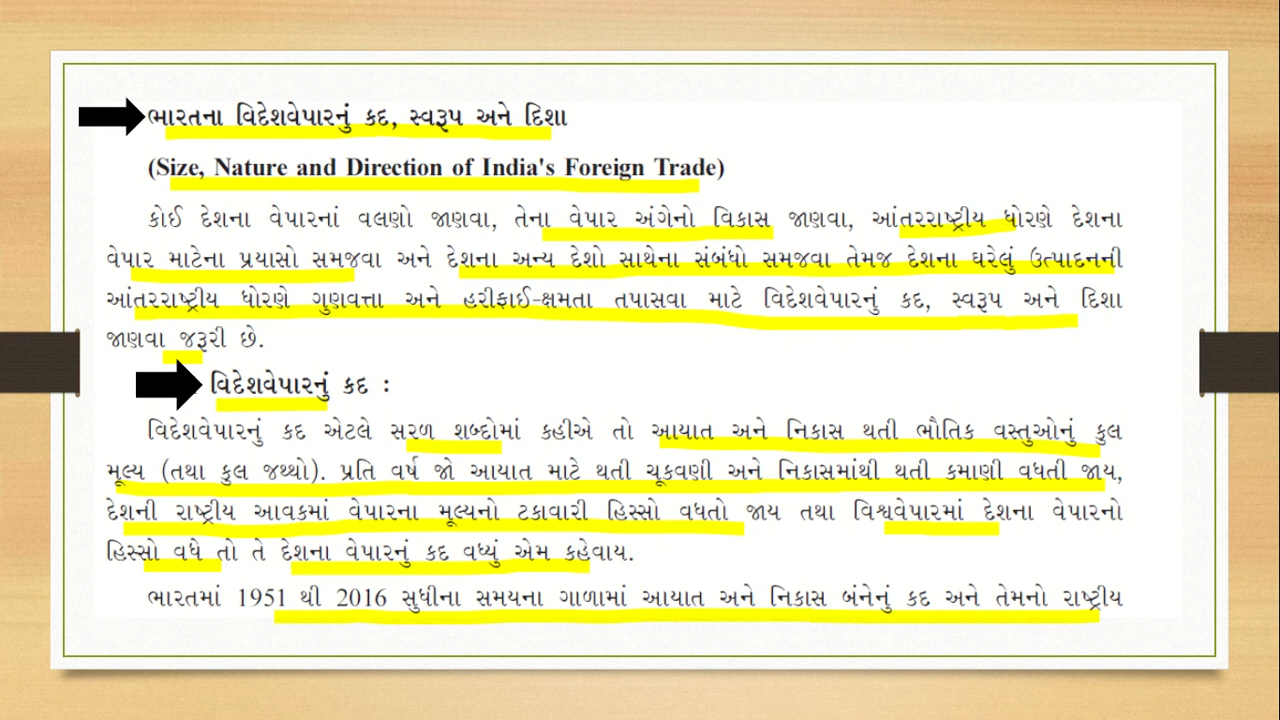 ભારતના વિદેશવેપારનું કદ, સ્વરૂપ અને દિશા
(Size, Nature and Direction of India's Foreign Trade)
કોઈ દેશના વેપારનાં વલણો જાણવા, તેના વેપાર અંગેનો વિકાસ જાણવા, આંતરરાષ્ટ્રીય ધોરણે દેશના
વેપાર માટેના પ્રયાસો સમજવા અને દેશના અન્ય દેશો સાથેના સંબંધો સમજવા તેમજ દેશના ઘરેલું ઉત્પાદનની
આંતરરાષ્ટ્રીય ધોરણે ગુણવત્તા અને હરીફાઈ-ક્ષમતા તપાસવા માટે વિદેશવેપારનું કદ, સ્વરૂપ અને દિશા
જાણવા જરૂરી છે.
વિદેશવેપારનું કદ :
વિદેશવેપારનું કદ એટલે સરળ શબ્દોમાં કહીએ તો આયાત અને નિકાસ થતી ભૌતિક વસ્તુઓનું કુલ
મૂલ્ય (તથા કુલ જથ્થો). પ્રતિ વર્ષ જો આયાત માટે થતી ચૂકવણી અને નિકાસમાંથી થતી કમાણી વધતી જાય,
દેશની રાષ્ટ્રીય આવકમાં વેપારના મૂલ્યનો ટકાવારી હિસ્સો વધતો જાય તથા વિશ્વવેપારમાં દેશના વેપારનો
હિસ્સો વધે તો તે દેશના વેપારનું કદ વધ્યું એમ કહેવાય.
ભારતમાં 1951 થી 2016 સુધીના સમયના ગાળામાં આયાત અને નિકાસ બંનેનું કદ અને તેમનો રાષ્ટ્રીય